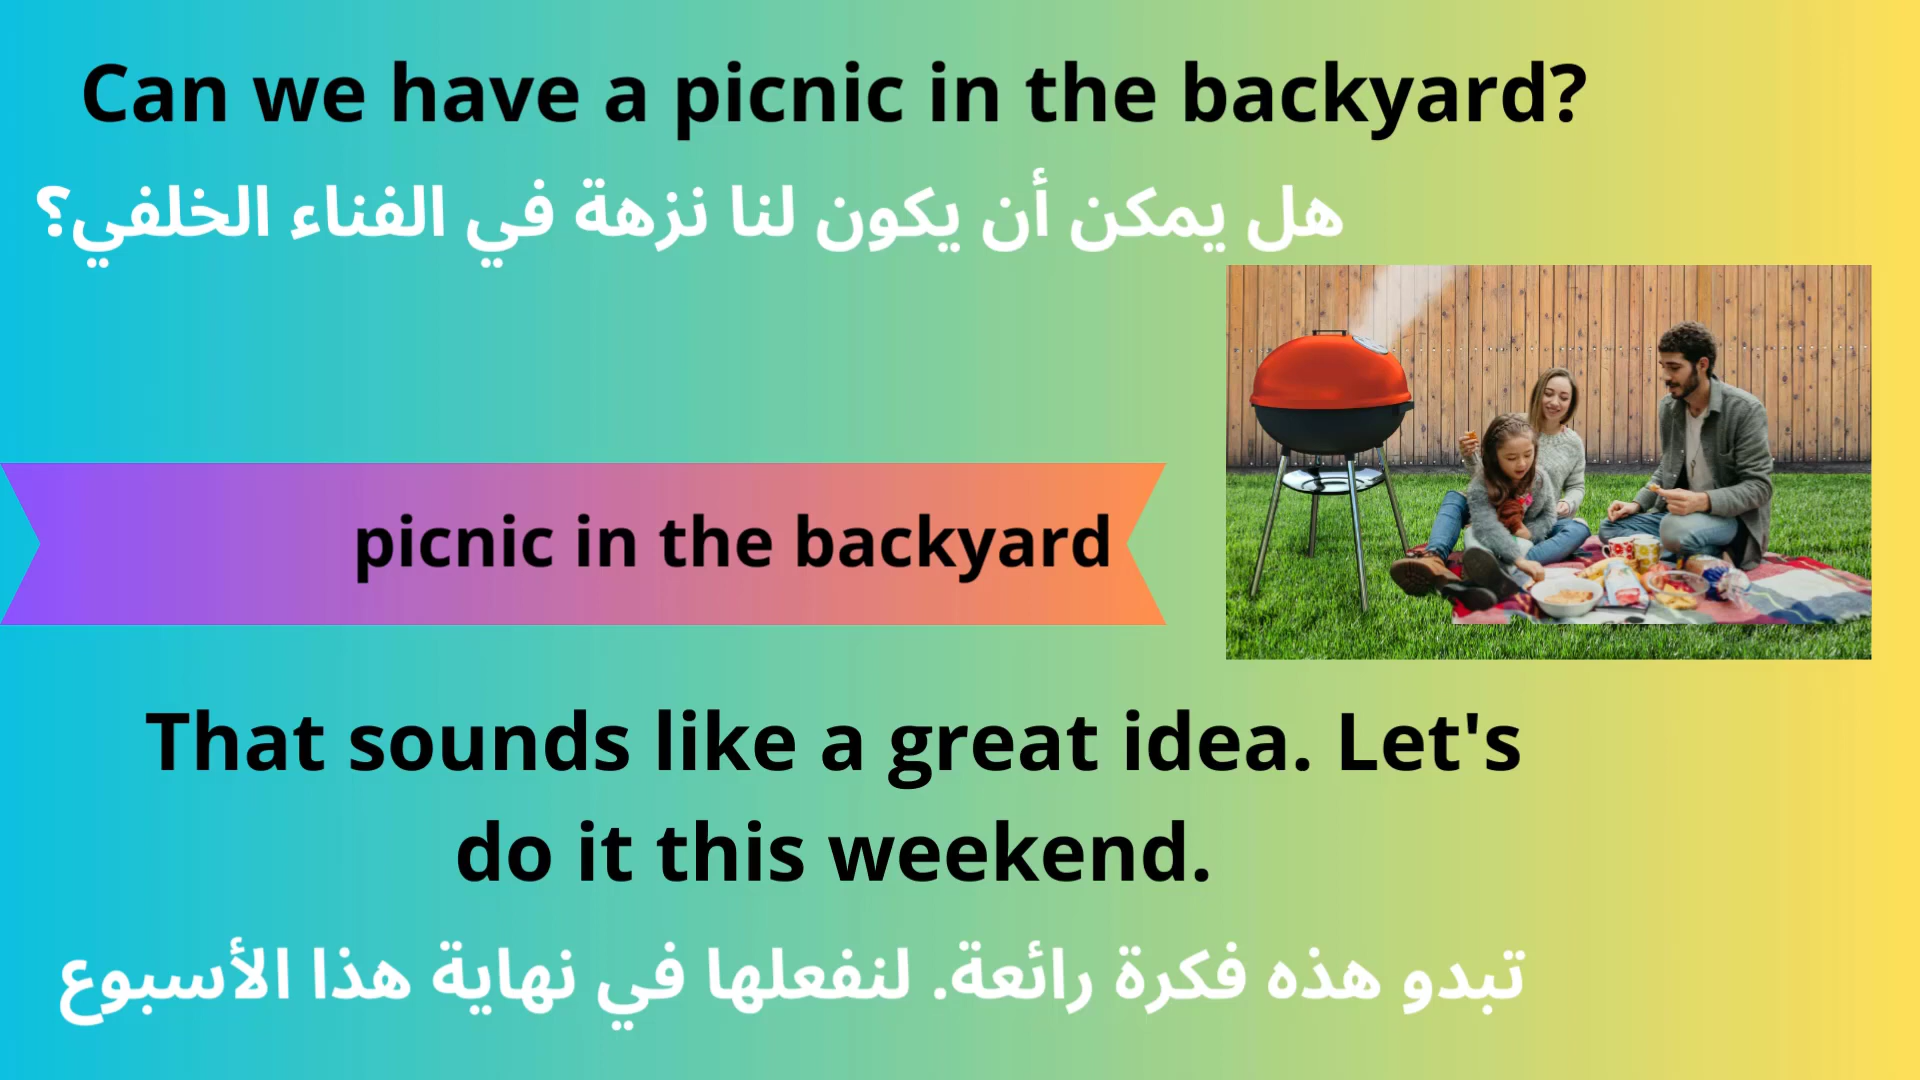 Can we have a picnic in the backyard?
هل يمكن أن يكون لنا نزهة في الفناء الخلفي؟
picnic in the backyard
That sounds like a great idea. Let's
do it this weekend.
تبدو هذه فكرة رائعة. لنفعلها في نهاية هذا الأسبوع